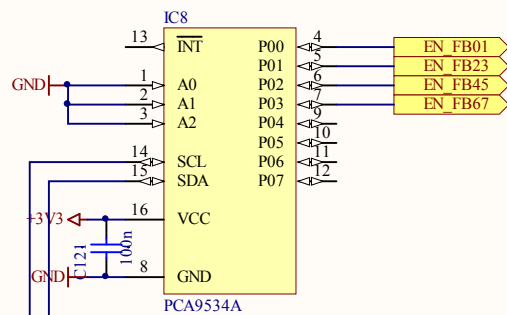 IC8
13 INT P00 4 EN_FB01
P01 5 EN_FB23
GND 1 A0 P02 6 EN_FB45
2 A1 P03 7 EN_FB67
3 A2 P04 9
P05 10
14 SCL P06 11
15 SDA P07 12
+3V3 16 VCC
C121 100n
GND 8 GND
PCA9534A